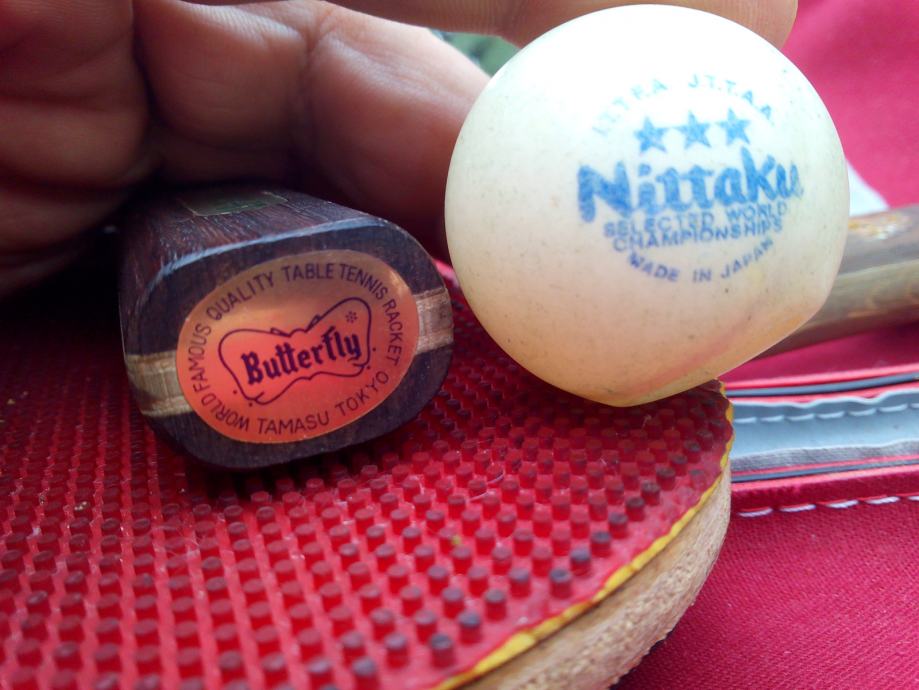 WORLD FAMOUS QUALITY TABLE TENNIS RACKET
Butterfly
TAMASU TOKYO
J.T.T.A.A
Nittaku
SELECTED WORLD
CHAMPIONSHIPS
MADE IN JAPAN